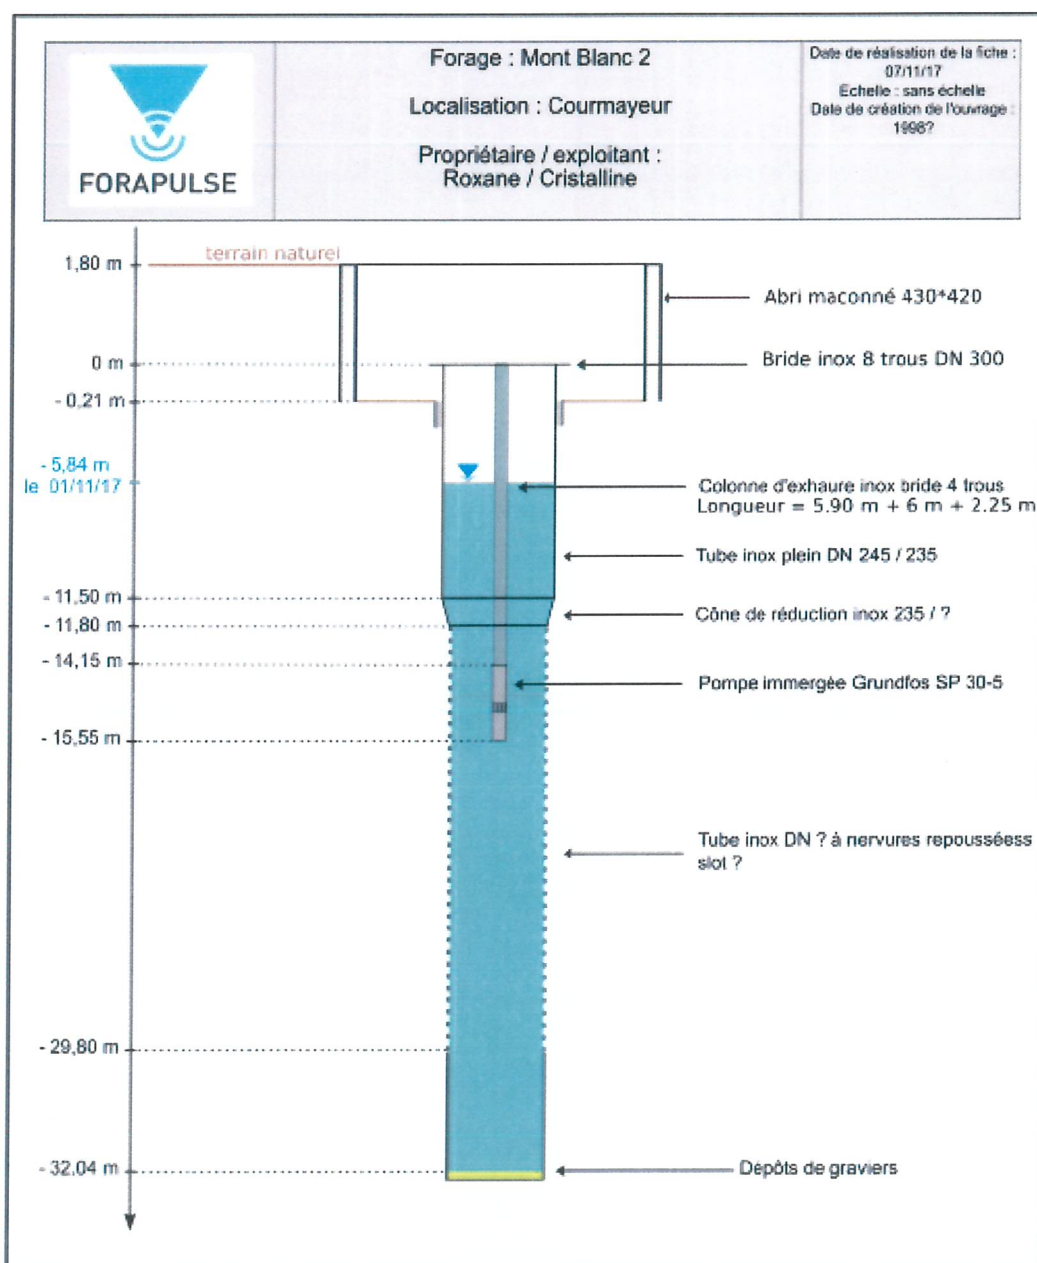 FORAPULSE
Forage : Mont Blanc 2
Localisation : Courmayeur
Propriétaire / exploitant :
Roxane / Cristalline
Date de réalisation de la fiche :
07/11/17
Echelle : sans échelle
Date de création de l'ouvrage :
1998?
terrain naturel
1,80 m
Abri maconné 430*420
0 m
Bride inox 8 trous DN 300
- 0,21 m
- 5,84 m
le 01/11/17
Colonne d'exhaure inox bride 4 trous
Longueur = 5.90 m + 6 m + 2.25 m
Tube inox plein DN 245 / 235
- 11,50 m
Cône de réduction inox 235 / ?
- 11,80 m
- 14,15 m
Pompe immergée Grundfos SP 30-5
- 15,55 m
Tube inox DN ? à nervures repousséess
slot ?
- 29,80 m
- 32.04 m
Dépôts de graviers